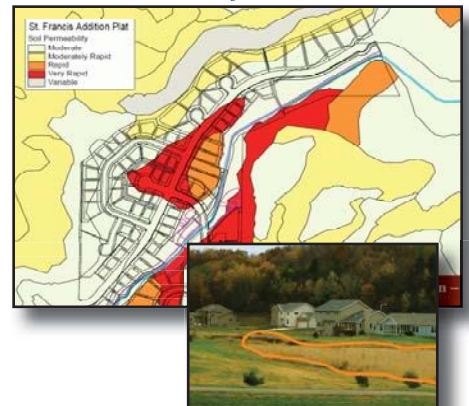 St. Francis Addition Plat
Soil Permeability
Moderate
Moderately Rapid
Rapid
Very Rapid
Variable